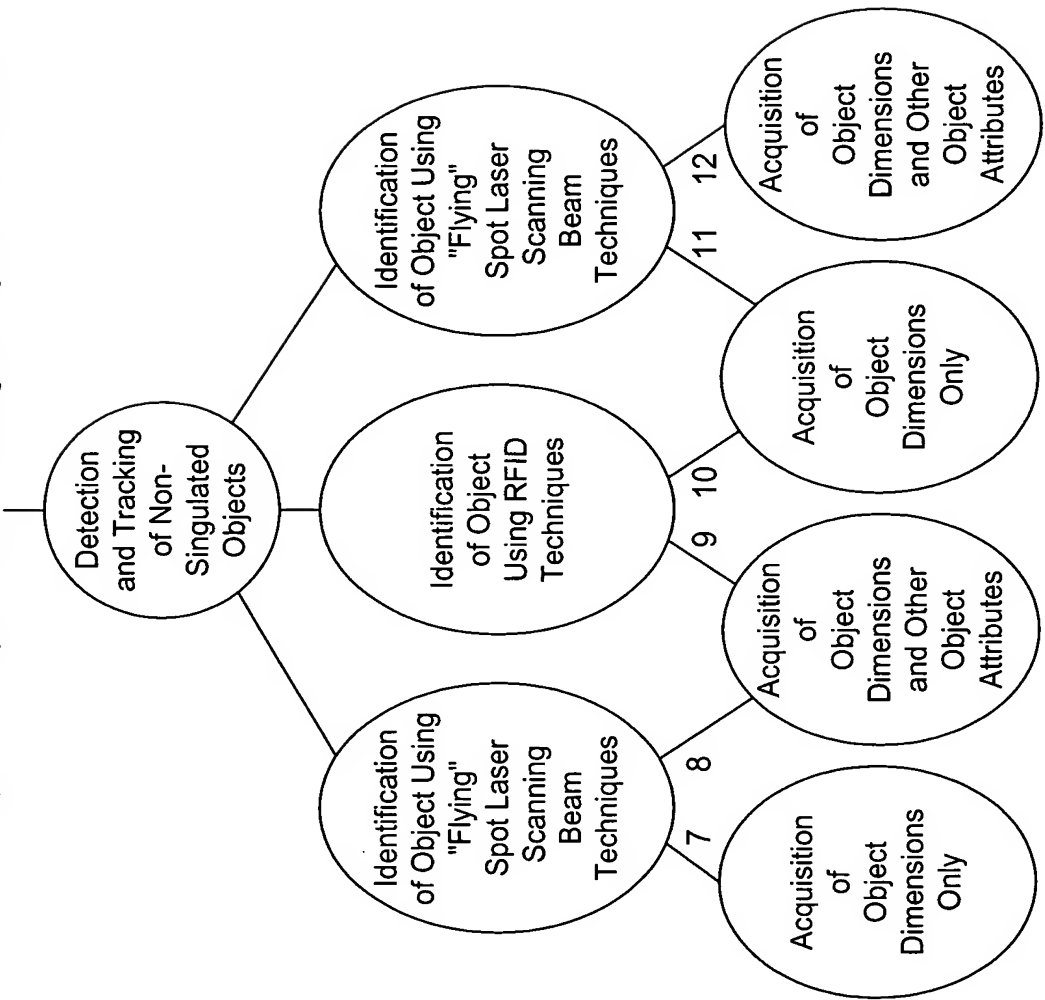 Detection
and Tracking
of Non-
Singulated
Objects
Identification
of Object Using
"Flying"
Spot Laser
Scanning
Beam
Techniques
Identification
of Object
Using RFID
Techniques
Identification
of Object Using
"Flying"
Spot Laser
Scanning
Beam
Techniques
7
8
9
10
11
12
Acquisition
of
Object
Dimensions
Only
Acquisition
of
Object
Dimensions
and Other
Object
Attributes
Acquisition
of
Object
Dimensions
Only
Acquisition
of
Object
Dimensions
and Other
Object
Attributes